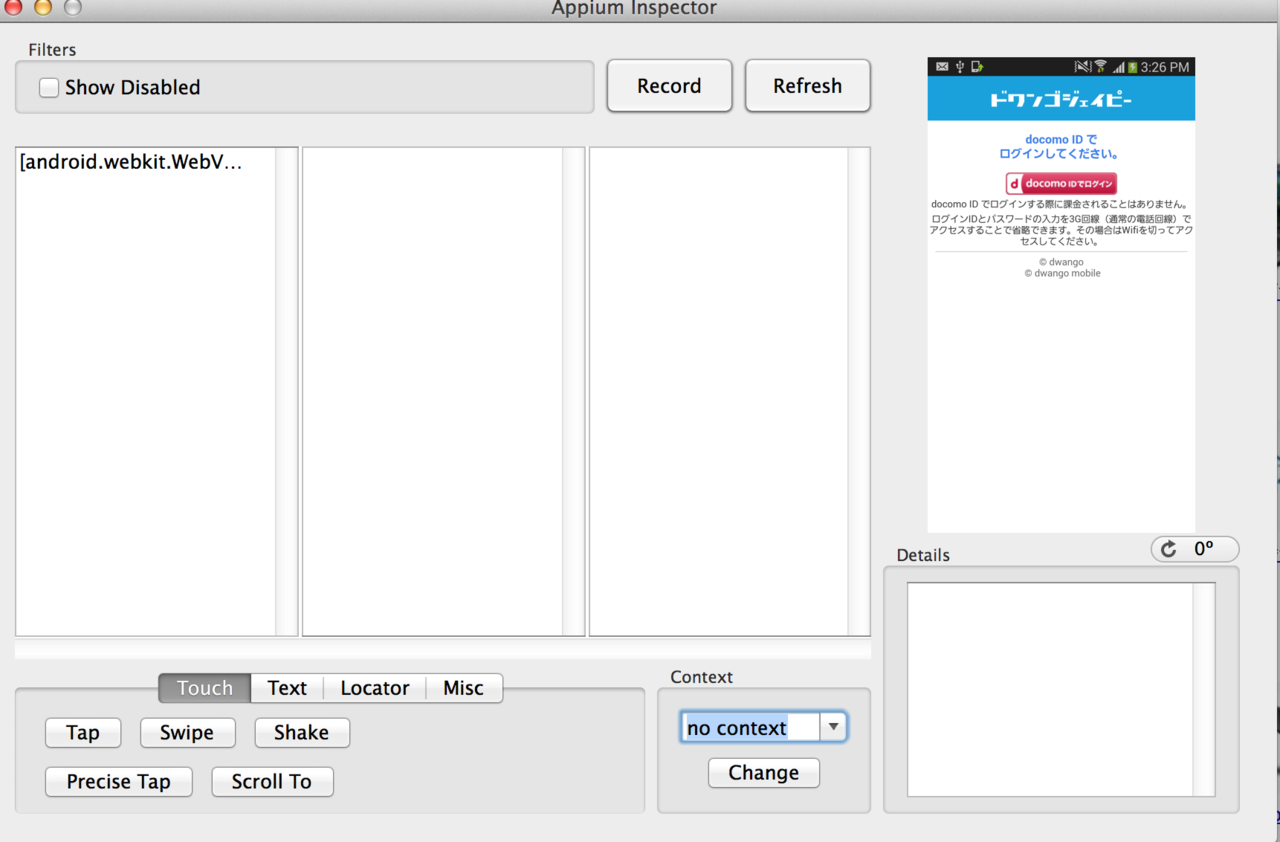 Appium Inspector
Filters
Show Disabled
Record
Refresh
[android.webkit.WebV...
3:26 PM
ドワンゴジェイピー
docomo ID で
ログインしてください。
d docomo IDでログイン
docomo ID でログインする際に課金されることはありません。
ログインIDとパスワードの入力を3G回線（通常の電話回線）で
アクセスすることで省略できます。その場合はWifiを切ってアク
セスしてください。
© dwango
© dwango mobile
0º
Details
Touch
Text
Locator
Misc
Tap
Swipe
Shake
Precise Tap
Scroll To
Context
no context
Change